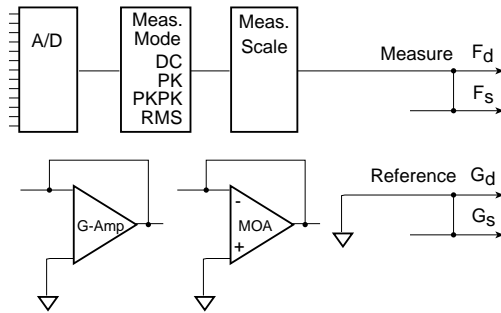 A/D
Meas.
Mode
DC
PK
PKPK
RMS
Meas.
Scale
Measure
Fd
Fs
G-Amp
-
+
MOA
Reference
Gd
Gs